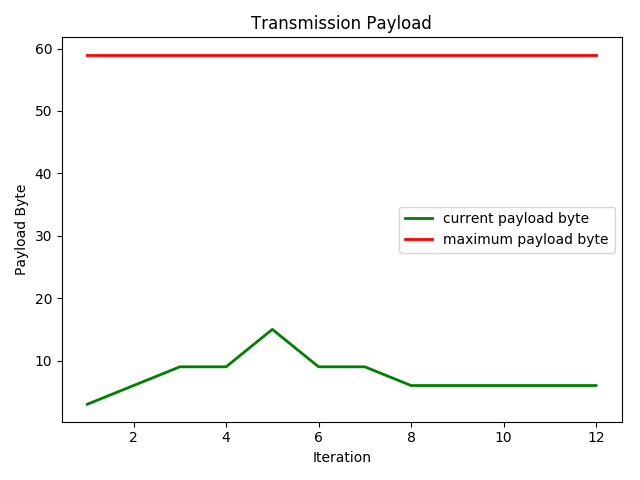 Transmission Payload
60
50
40
30
20
10
Payload Byte
current payload byte
maximum payload byte
2 4 6 8 10 12
Iteration